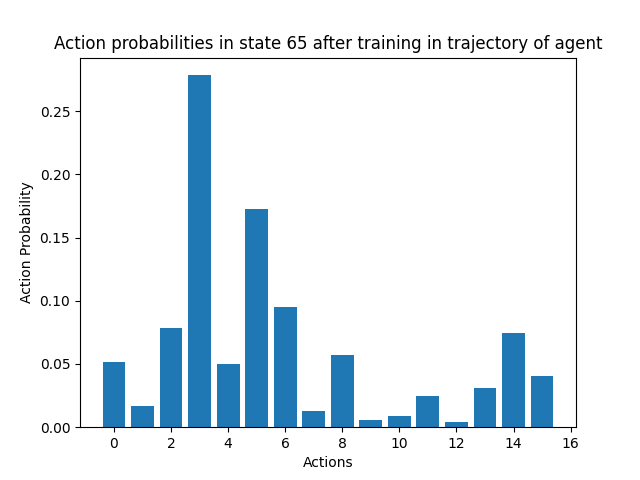 Action probabilities in state 65 after training in trajectory of agent
Action Probability
0.25
0.20
0.15
0.10
0.05
0.00
0 2 4 6 8 10 12 14 16
Actions